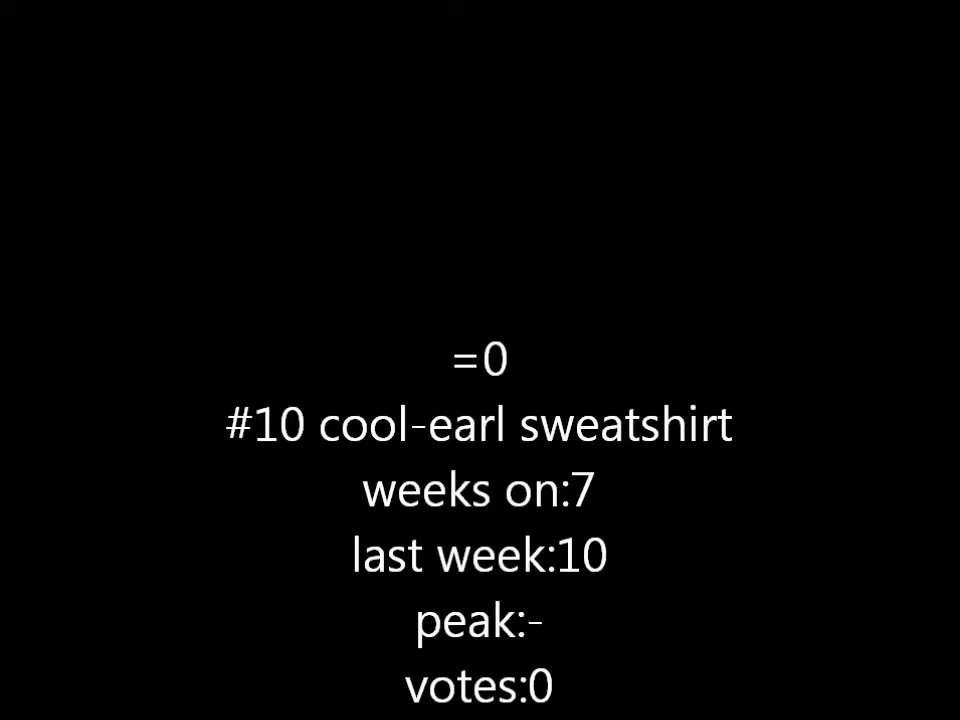 =0
#10 cool-earl sweatshirt
weeks on:7
last week:10
peak:-
votes:0